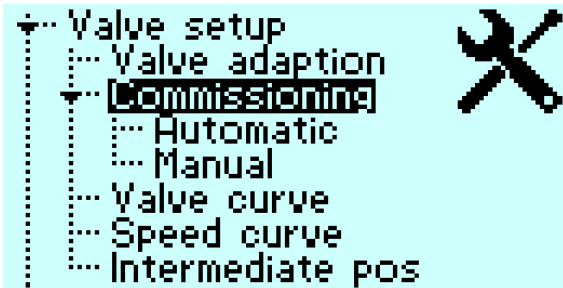 Valve setup
Valve adaption
Commissioning
Automatic
Manual
Valve curve
Speed curve
Intermediate pos